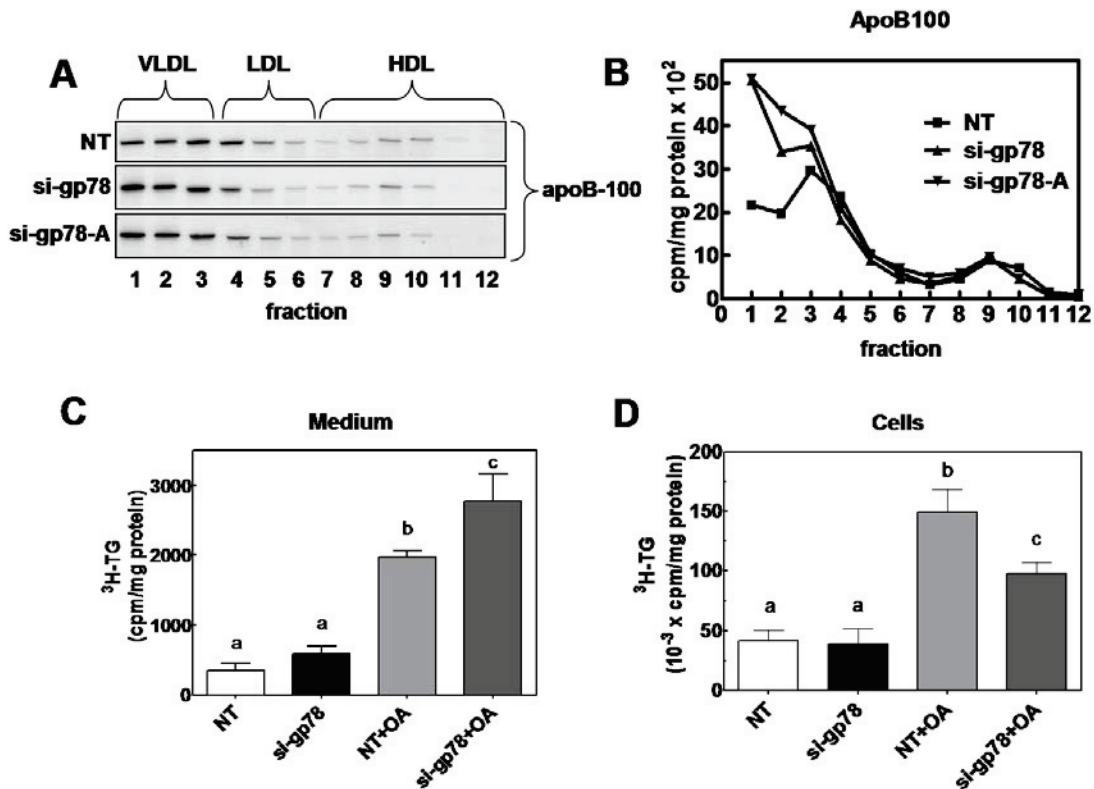 A
VLDL LDL HDL
NT
si-gp78
si-gp78-A
apoB-100
1 2 3 4 5 6 7 8 9 10 11 12
fraction
B
ApoB100
cpm/mg protein x 10²
50
40
30
20
10
0
0 1 2 3 4 5 6 7 8 9 10 11 12
fraction
NT
si-gp78
si-gp78-A
C
Medium
³H-TG
(cpm/mg protein)
3000
2000
1000
0
a
a
b
c
NT
si-gp78
NT+OA
si-gp78+OA
D
Cells
³H-TG
(10⁻³ x cpm/mg protein)
200
150
100
50
0
a
a
b
c
NT
si-gp78
NT+OA
si-gp78+OA